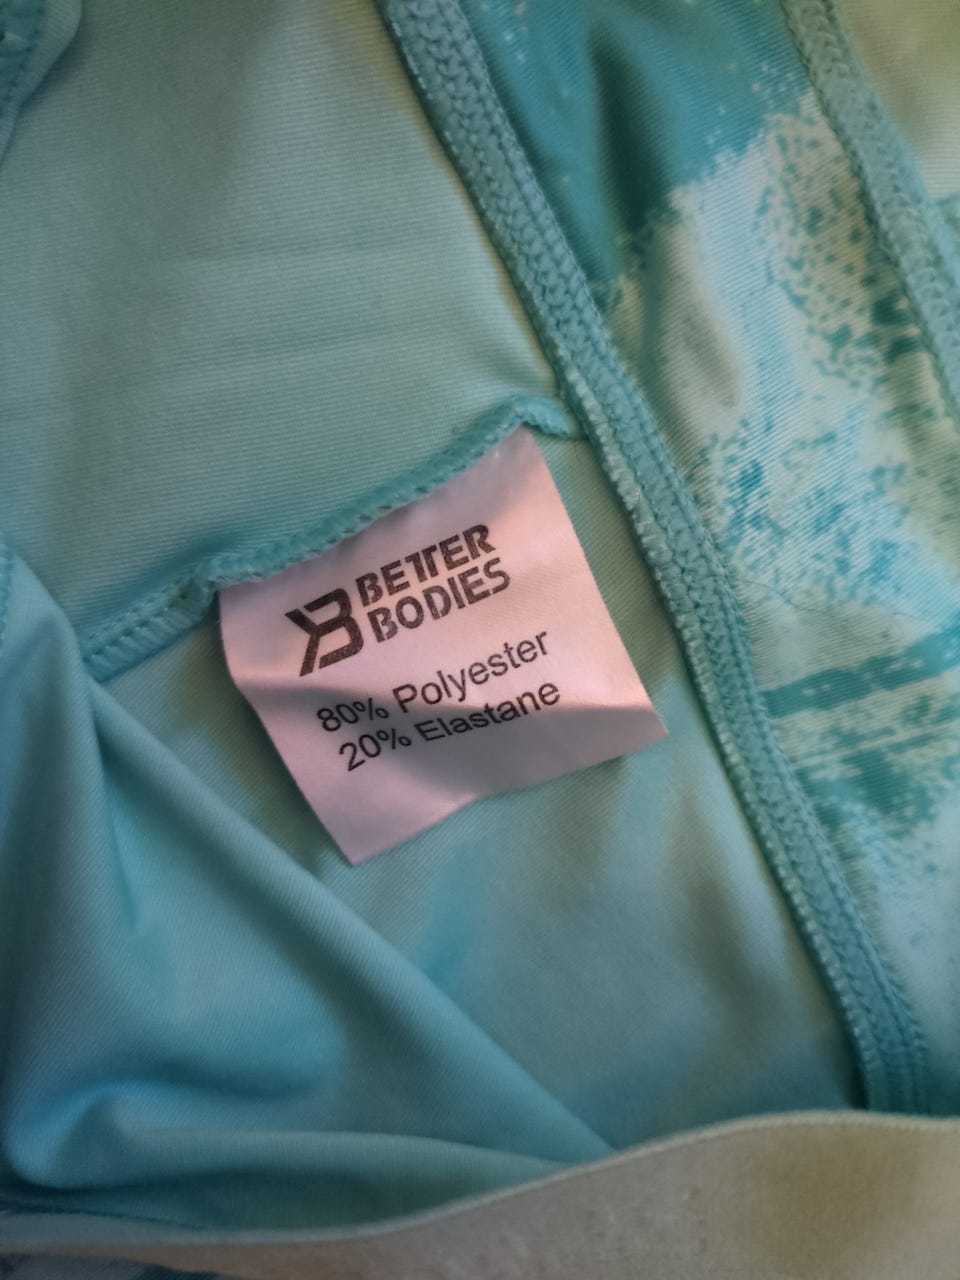 BETTER
BODIES
80% Polyester
20% Elastane